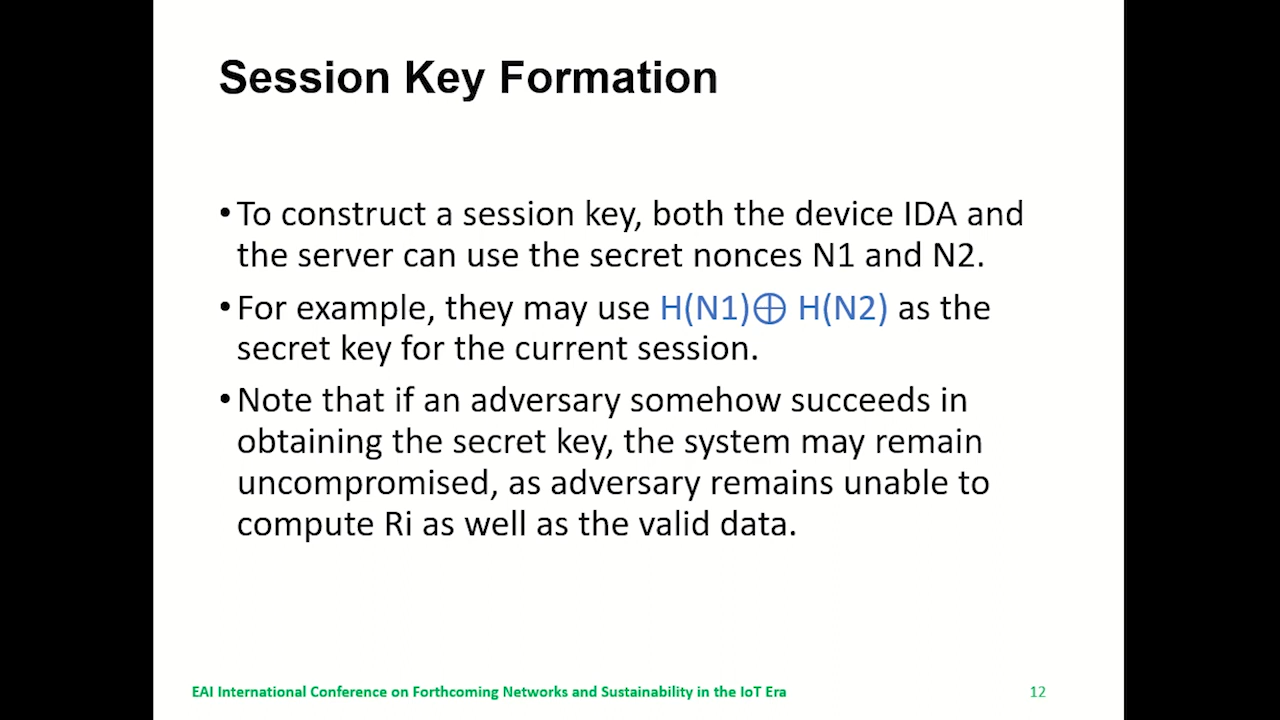 Session Key Formation
• To construct a session key, both the device IDA and
the server can use the secret nonces N1 and N2.
• For example, they may use H(N1)⊕ H(N2) as the
secret key for the current session.
• Note that if an adversary somehow succeeds in
obtaining the secret key, the system may remain
uncompromised, as adversary remains unable to
compute Ri as well as the valid data.
EAI International Conference on Forthcoming Networks and Sustainability in the IoT Era
12